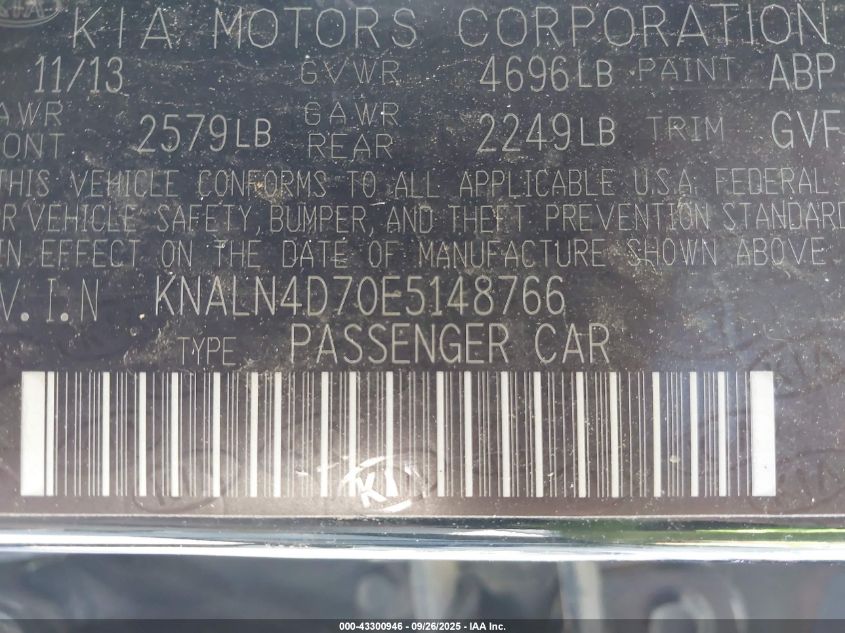 KIA MOTORS CORPORATION
11/13 GVWR 4696LB PAINT ABP
AWR ONT 2579LB GAWR REAR 2249LB TRIM GVF
THIS VEHICLE CONFORMS TO ALL APPLICABLE U.S.A. FEDERAL
R VEHICLE SAFETY, BUMPER, AND THEFT PREVENTION STANDARD
IN EFFECT ON THE DATE OF MANUFACTURE SHOWN ABOVE
V.I.N KNALN4D70E5148766
TYPE PASSENGER CAR
KIA
000-43300946 - 09/26/2025 - IAA Inc.